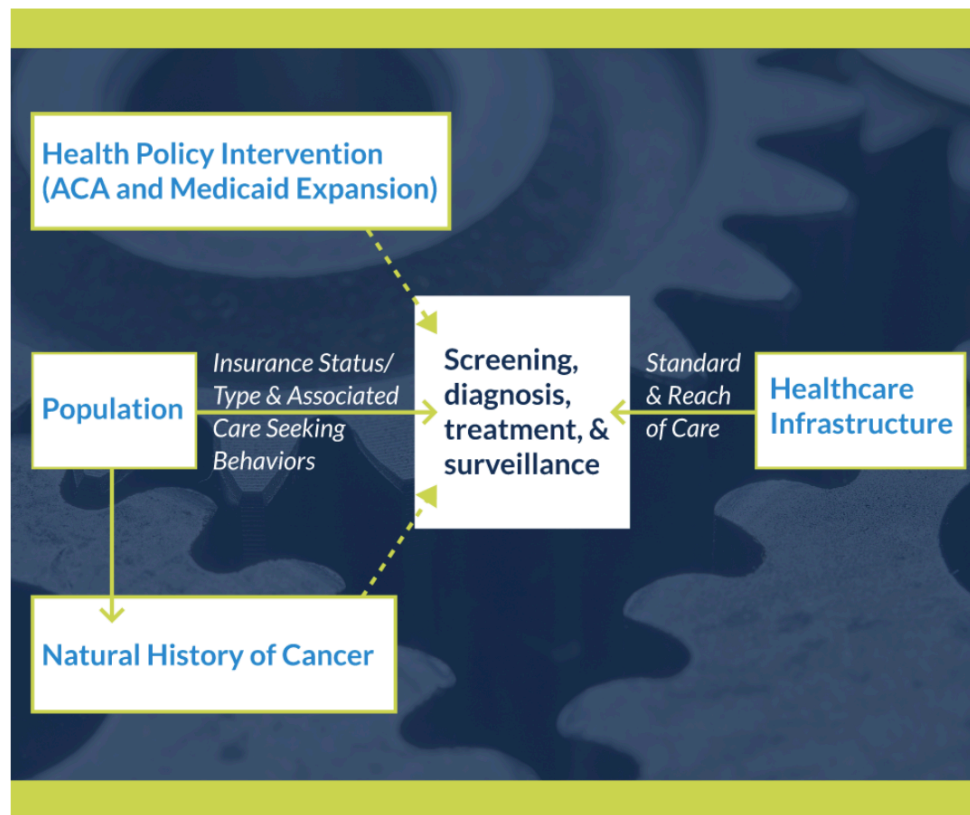 Health Policy Intervention
(ACA and Medicaid Expansion)
Population
Insurance Status/
Type & Associated
Care Seeking
Behaviors
Screening,
diagnosis,
treatment, &
surveillance
Standard
& Reach
of Care
Healthcare
Infrastructure
Natural History of Cancer